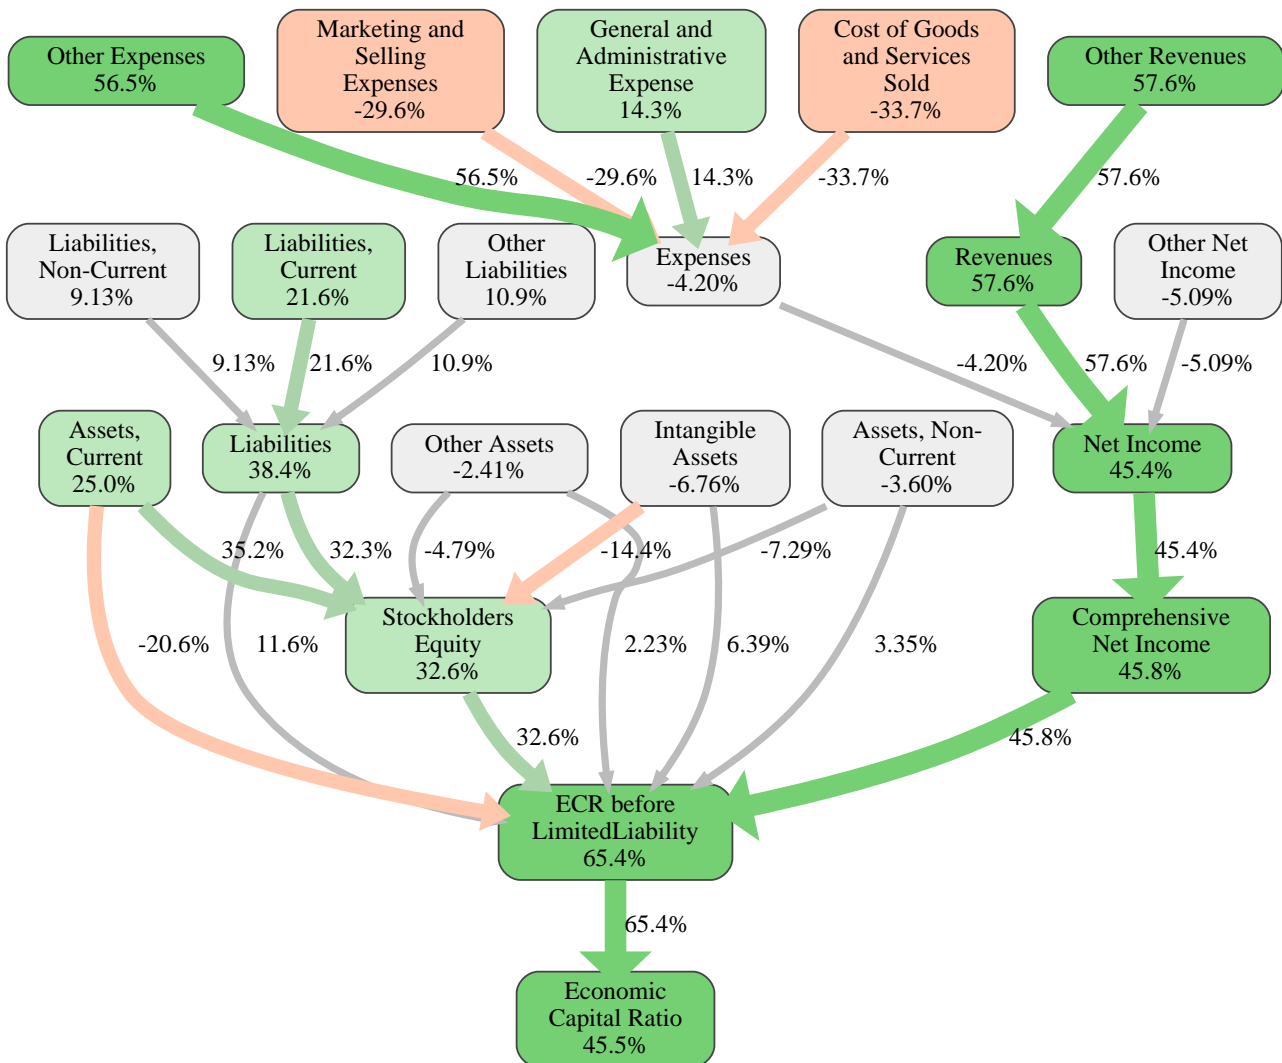 Other Expenses
56.5%
Marketing and
Selling
Expenses
-29.6%
General and
Administrative
Expense
14.3%
Cost of Goods
and Services
Sold
-33.7%
Other Revenues
57.6%
56.5%
-29.6%
14.3%
-33.7%
57.6%
Liabilities,
Non-Current
9.13%
Liabilities,
Current
21.6%
Other
Liabilities
10.9%
Expenses
-4.20%
Revenues
57.6%
Other Net
Income
-5.09%
9.13%
21.6%
10.9%
-4.20%
57.6%
-5.09%
Assets,
Current
25.0%
Liabilities
38.4%
Other Assets
-2.41%
Intangible
Assets
-6.76%
Assets, Non-
Current
-3.60%
Net Income
45.4%
35.2%
32.3%
-4.79%
-14.4%
-7.29%
45.4%
Stockholders
Equity
32.6%
Comprehensive
Net Income
45.8%
-20.6%
11.6%
2.23%
6.39%
3.35%
32.6%
45.8%
ECR before
LimitedLiability
65.4%
65.4%
Economic
Capital Ratio
45.5%